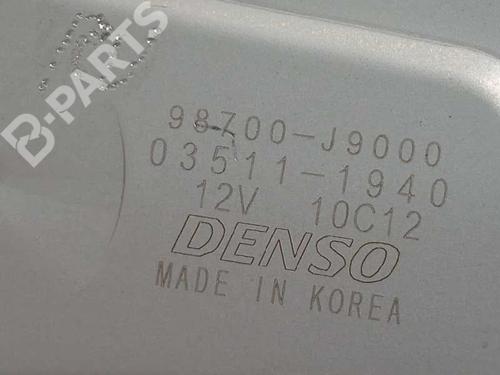 B-PARTS
98700-J9000
03511-1940
12V 10C12
DENSO
MADE IN KOREA